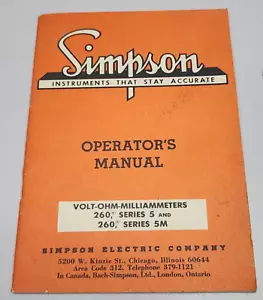 Simpson
INSTRUMENTS THAT STAY ACCURATE
OPERATOR'S
MANUAL
VOLT-OHM-MILLIAMMETERS
260, SERIES 5 AND
260, SERIES 5M
SIMPSON ELECTRIC COMPANY
5200 W. Kinzie St., Chicago, Illinois 60644
Area Code 312, Telephone 379-1121
In Canada, Bach-Simpson, Ltd., London, Ontario